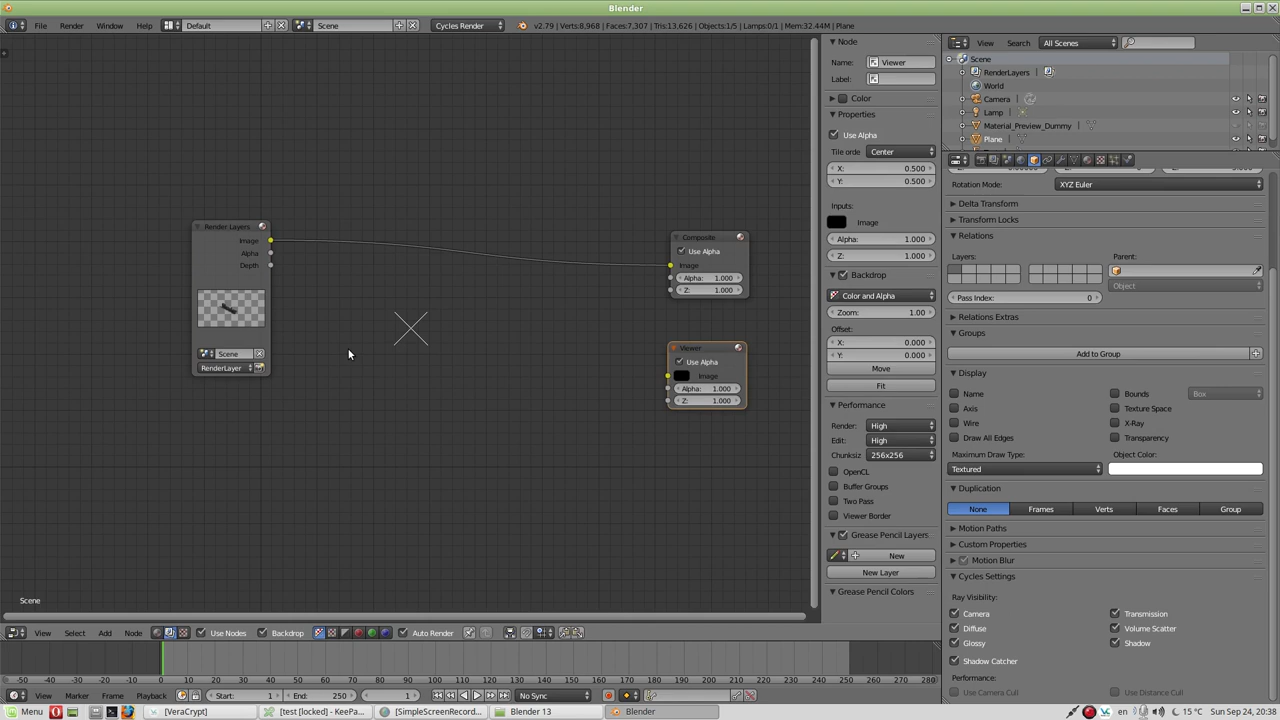 Blender
File Render Window Help Default Scene Cycles Render v2.79 | Verts:8,968 | Faces:7,307 | Tris:13,626 | Objects:1/5 | Lamps:0/1 | Mem:32.44M | Plane
Node
Name: Viewer
Label:
Color
Properties
Use Alpha
Tile orde Center
X: 0.500
Y: 0.500
Inputs:
Image
Alpha: 1.000
Z: 1.000
Backdrop
Color and Alpha
Zoom: 1.00
Offset:
X: 0.000
Y: 0.000
Move
Fit
Performance
Render: High
Edit: High
Chunksiz 256x256
OpenCL
Buffer Groups
Two Pass
Viewer Border
Grease Pencil Layers
New
New Layer
Grease Pencil Colors
Render Layers
Image
Alpha
Depth
Scene
RenderLayer
Composite
Use Alpha
Image
Alpha: 1.000
Z: 1.000
Viewer
Use Alpha
Image
Alpha: 1.000
Z: 1.000
Scene
View Select Add Node Use Nodes Backdrop Auto Render
View Search All Scenes
Scene
RenderLayers
World
Camera
Lamp
Material_Preview_Dummy
Plane
Rotation Mode: XYZ Euler
Delta Transform
Transform Locks
Relations
Layers: Parent:
Object
Pass Index: 0
Relations Extras
Groups
Add to Group
Display
Name Bounds Box
Axis Texture Space
Wire X-Ray
Draw All Edges Transparency
Maximum Draw Type: Object Color:
Textured
Duplication
None Frames Verts Faces Group
Motion Paths
Custom Properties
Motion Blur
Cycles Settings
Ray Visibility:
Camera Transmission
Diffuse Volume Scatter
Glossy Shadow
Shadow Catcher
Performance:
Use Camera Cull Use Distance Cull
-50 -40 -30 -20 -10 0 10 20 30 40 50 60 70 80 90 100 110 120 130 140 150 160 170 180 190 200 210 220 230 240 250 260 270 280
View Marker Frame Playback Start: 1 End: 250 1 No Sync
Menu [VeraCrypt] [test [locked] - KeePa... [SimpleScreenRecord... Blender 13 Blender en 15 °C Sun Sep 24, 20:38